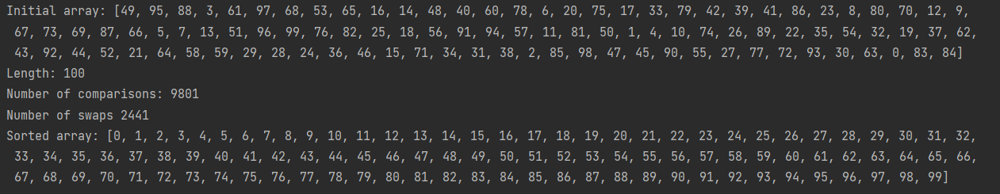 Initial array: [49, 95, 88, 3, 61, 97, 68, 53, 65, 16, 14, 48, 40, 60, 78, 6, 20, 75, 17, 33, 79, 42, 39, 41, 86, 23, 8, 80, 70, 12, 9,
67, 73, 69, 87, 66, 5, 7, 13, 51, 96, 99, 76, 82, 25, 18, 56, 91, 94, 57, 11, 81, 50, 1, 4, 10, 74, 26, 89, 22, 35, 54, 32, 19, 37, 62,
43, 92, 44, 52, 21, 64, 58, 59, 29, 28, 24, 36, 46, 15, 71, 34, 31, 38, 2, 85, 98, 47, 45, 90, 55, 27, 77, 72, 93, 30, 63, 0, 83, 84]
Length: 100
Number of comparisons: 9801
Number of swaps 2441
Sorted array: [0, 1, 2, 3, 4, 5, 6, 7, 8, 9, 10, 11, 12, 13, 14, 15, 16, 17, 18, 19, 20, 21, 22, 23, 24, 25, 26, 27, 28, 29, 30, 31, 32,
33, 34, 35, 36, 37, 38, 39, 40, 41, 42, 43, 44, 45, 46, 47, 48, 49, 50, 51, 52, 53, 54, 55, 56, 57, 58, 59, 60, 61, 62, 63, 64, 65, 66,
67, 68, 69, 70, 71, 72, 73, 74, 75, 76, 77, 78, 79, 80, 81, 82, 83, 84, 85, 86, 87, 88, 89, 90, 91, 92, 93, 94, 95, 96, 97, 98, 99]